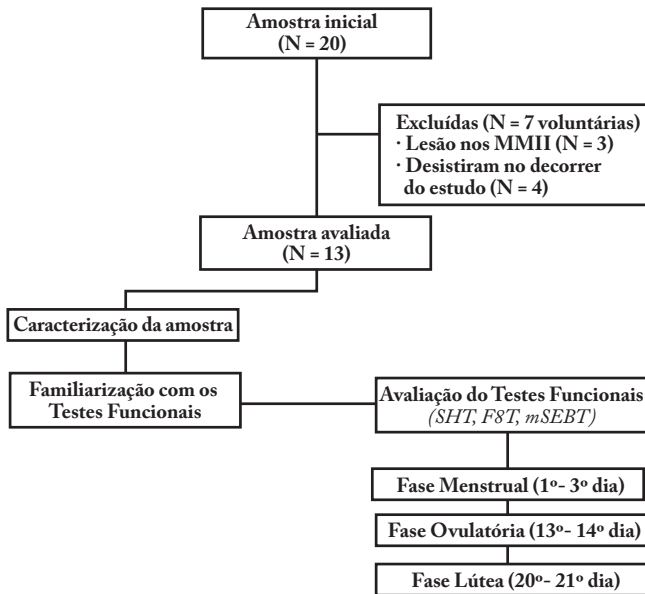 Amostra inicial
(N = 20)
Excluídas (N = 7 voluntárias)
· Lesão nos MMII (N = 3)
· Desistiram no decorrer
do estudo (N = 4)
Amostra avaliada
(N = 13)
Caracterização da amostra
Familiarização com os
Testes Funcionais
Avaliação do Testes Funcionais
(SHT, F8T, mSEBT)
Fase Menstrual (1º- 3º dia)
Fase Ovulatória (13º- 14º dia)
Fase Lútea (20º- 21º dia)